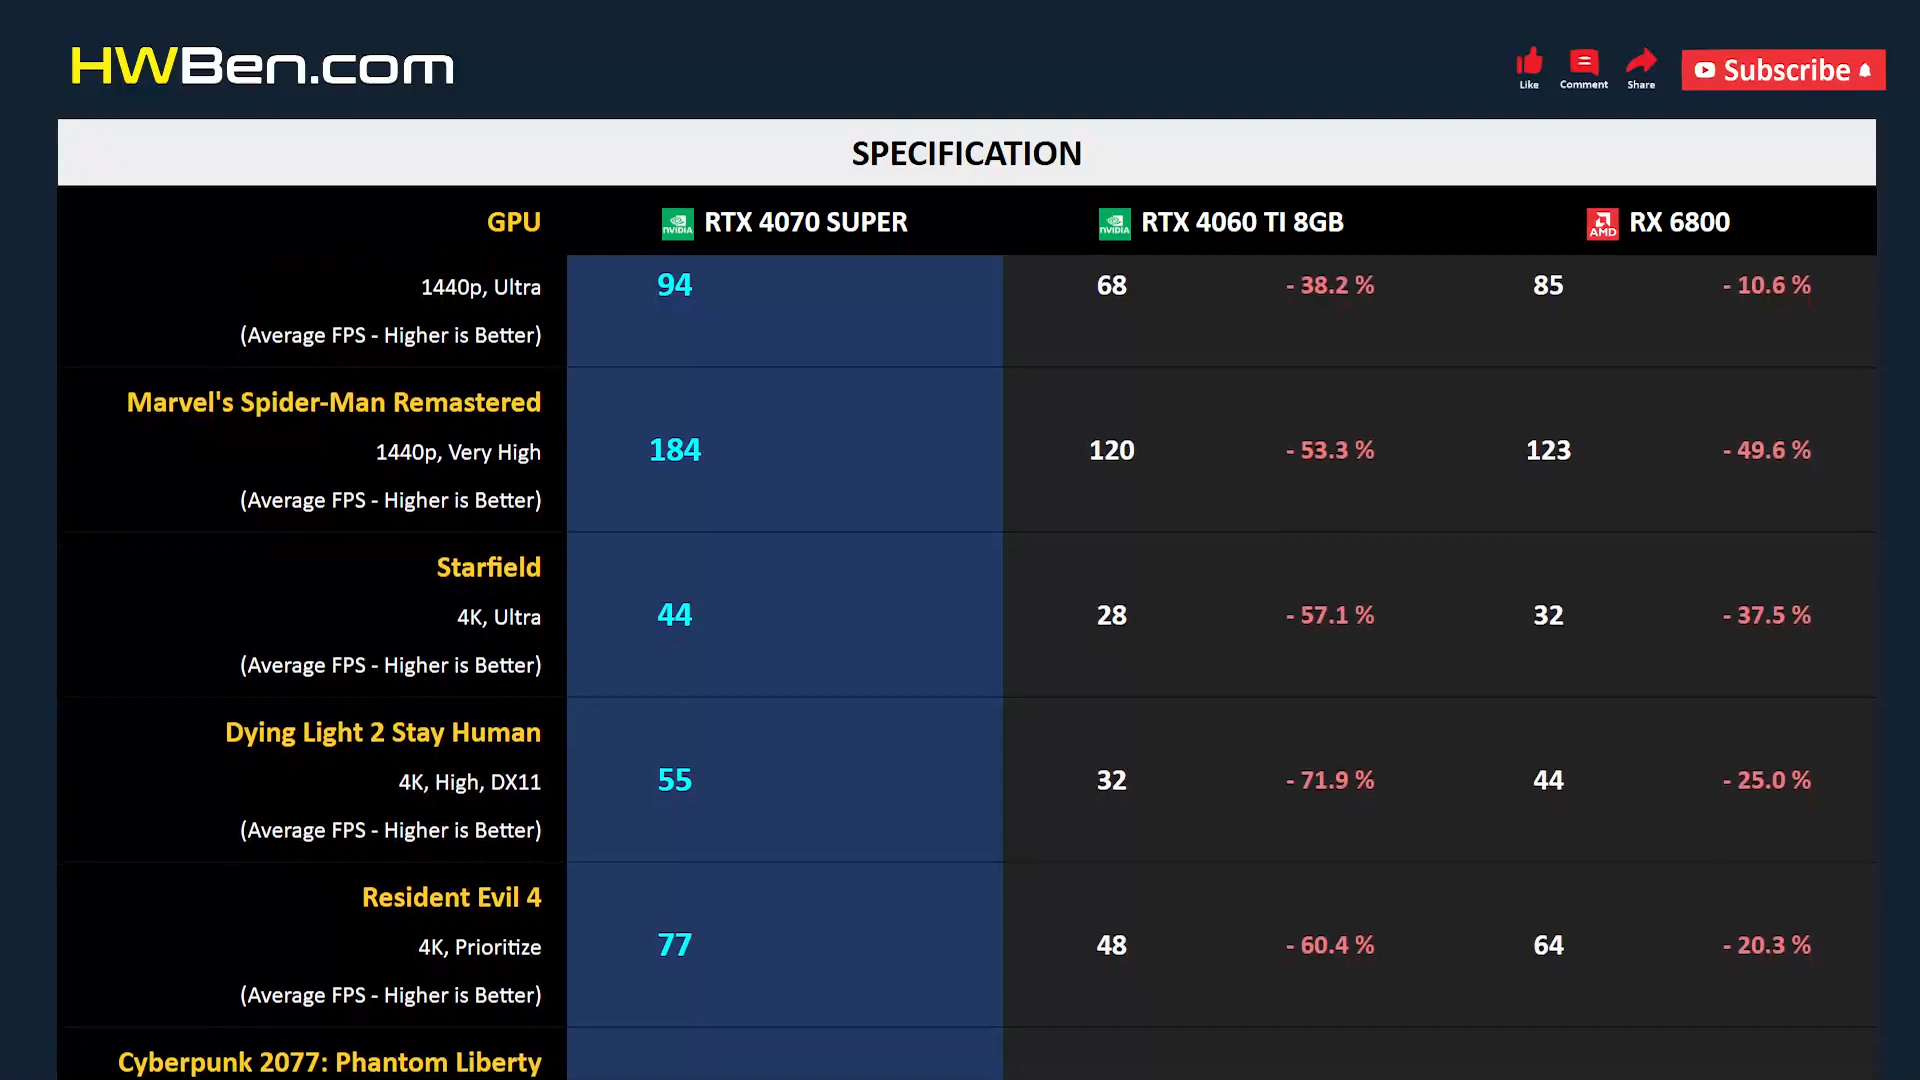 HWBen.com
Like
Comment
Share
Subscribe
SPECIFICATION
GPU
NVIDIA RTX 4070 SUPER
NVIDIA RTX 4060 TI 8GB
AMD RX 6800
1440p, Ultra 94 68 - 38.2 % 85 - 10.6 %
(Average FPS - Higher is Better)
Marvel's Spider-Man Remastered
1440p, Very High 184 120 - 53.3 % 123 - 49.6 %
(Average FPS - Higher is Better)
Starfield
4K, Ultra 44 28 - 57.1 % 32 - 37.5 %
(Average FPS - Higher is Better)
Dying Light 2 Stay Human
4K, High, DX11 55 32 - 71.9 % 44 - 25.0 %
(Average FPS - Higher is Better)
Resident Evil 4
4K, Prioritize 77 48 - 60.4 % 64 - 20.3 %
(Average FPS - Higher is Better)
Cyberpunk 2077: Phantom Liberty